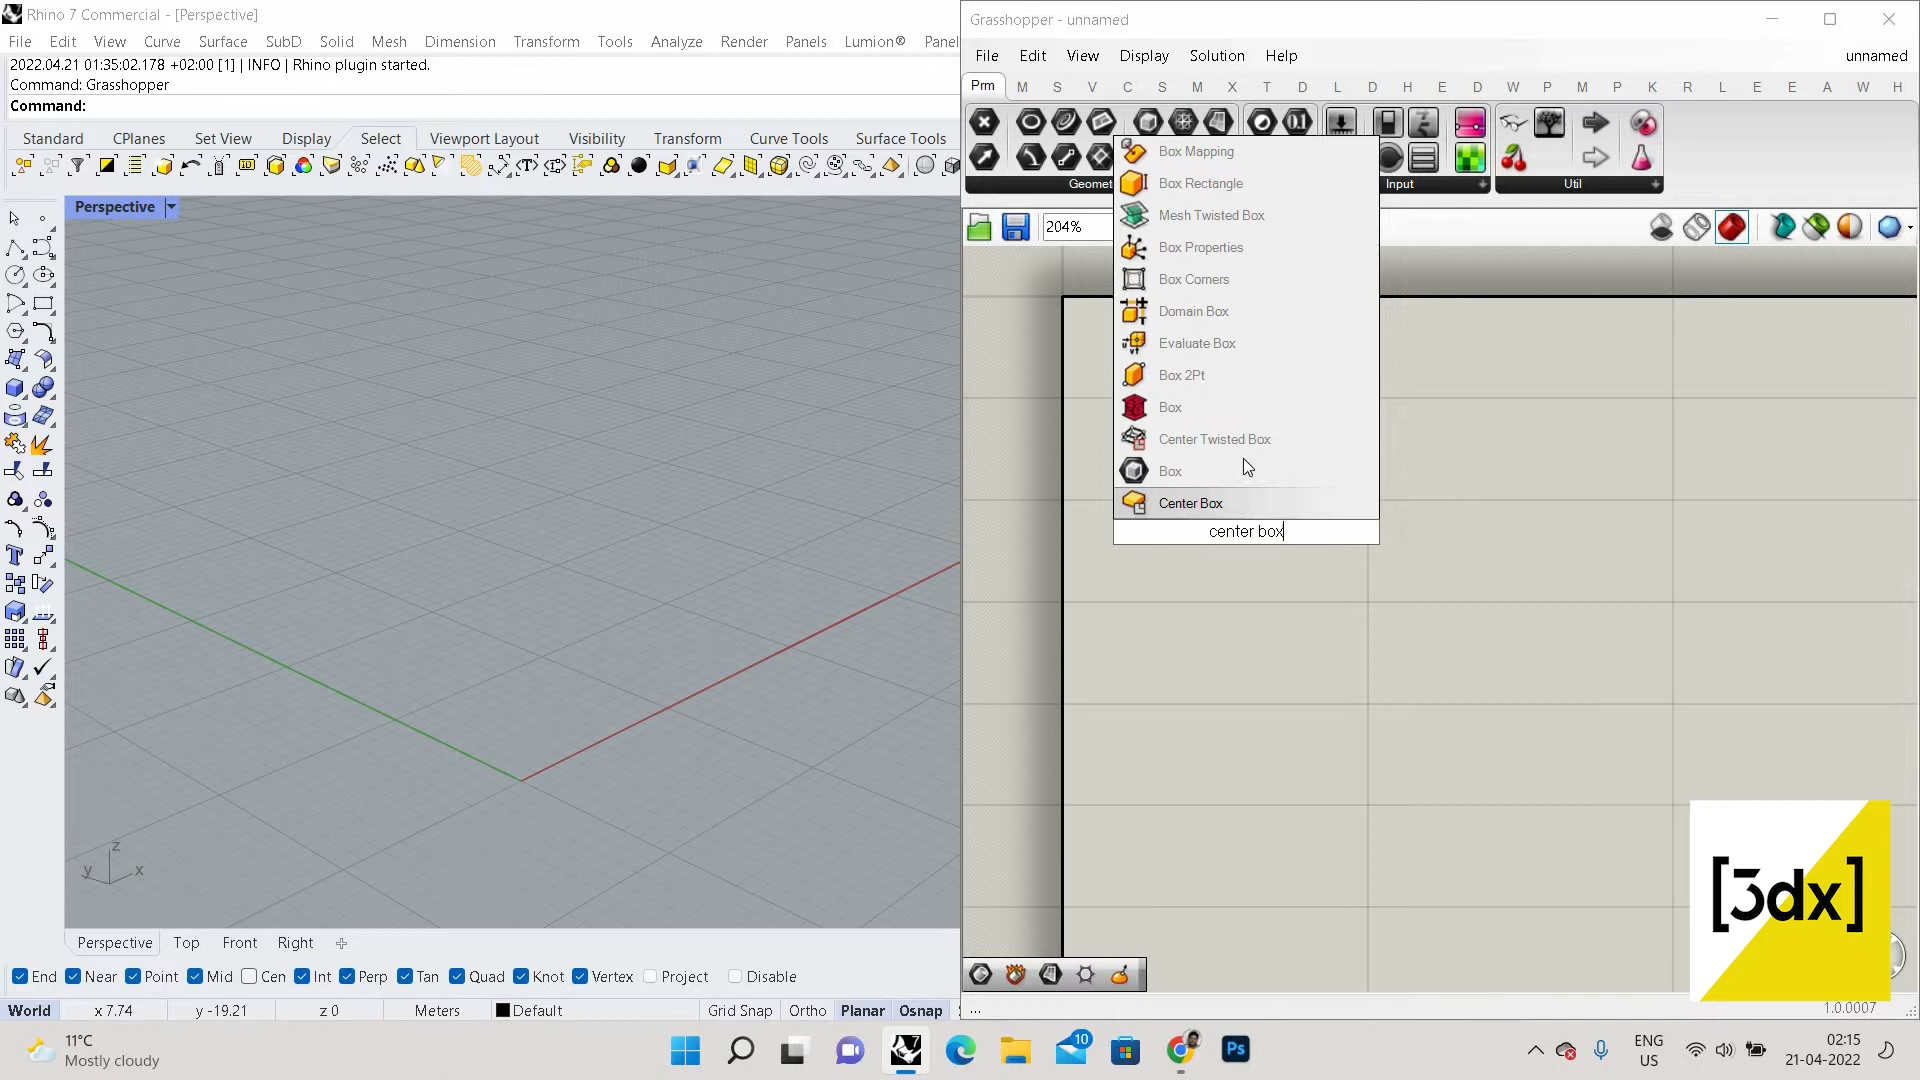 Rhino 7 Commercial - [Perspective]
File Edit View Curve Surface SubD Solid Mesh Dimension Transform Tools Analyze Render Panels Lumion® Panel
2022.04.21 01:35:02.178 +02:00 [1] | INFO | Rhino plugin started.
Command: Grasshopper
Command:
Standard CPlanes Set View Display Select Viewport Layout Visibility Transform Curve Tools Surface Tools
Perspective
z
y x
Perspective Top Front Right
End Near Point Mid Cen Int Perp Tan Quad Knot Vertex Project Disable
World x 7.74 y -19.21 z 0 Meters Default Grid Snap Ortho Planar Osnap
Grasshopper - unnamed
File Edit View Display Solution Help unnamed
Prm M S V C S M X T D L D H E D W P M P K R L E E A W H
0.1
Geomet Input Util
204%
Box Mapping
Box Rectangle
Mesh Twisted Box
Box Properties
Box Corners
Domain Box
Evaluate Box
Box 2Pt
Box
Center Twisted Box
Box
Center Box
center box
[3dx]
... 1.0.0007
11°C
Mostly cloudy
10
Ps
ENG
US
02:15
21-04-2022